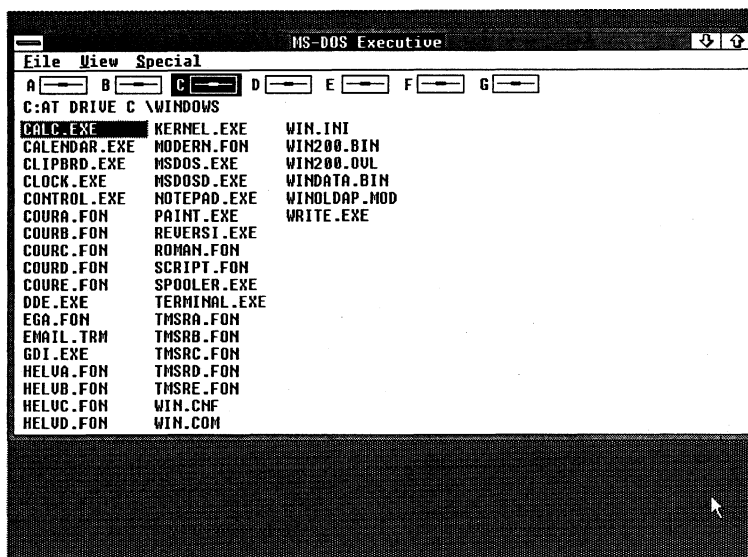 MS-DOS Executive
File View Special
A B C D E F G
C:AT DRIVE C \WINDOWS
CALC.EXE KERNEL.EXE WIN.INI
CALENDAR.EXE MODERN.FON WIN200.BIN
CLIPBRD.EXE MSDOS.EXE WIN200.OVL
CLOCK.EXE MSDOSD.EXE WINDATA.BIN
CONTROL.EXE NOTEPAD.EXE WINOLDAP.MOD
COURA.FON PAINT.EXE WRITE.EXE
COURB.FON REVERSI.EXE
COURC.FON ROMAN.FON
COURD.FON SCRIPT.FON
COURE.FON SPOOLER.EXE
DDE.EXE TERMINAL.EXE
EGA.FON TMSRA.FON
EMAIL.TRM TMSRB.FON
GDI.EXE TMSRC.FON
HELVA.FON TMSRD.FON
HELVB.FON TMSRE.FON
HELVC.FON WIN.CNF
HELVD.FON WIN.COM